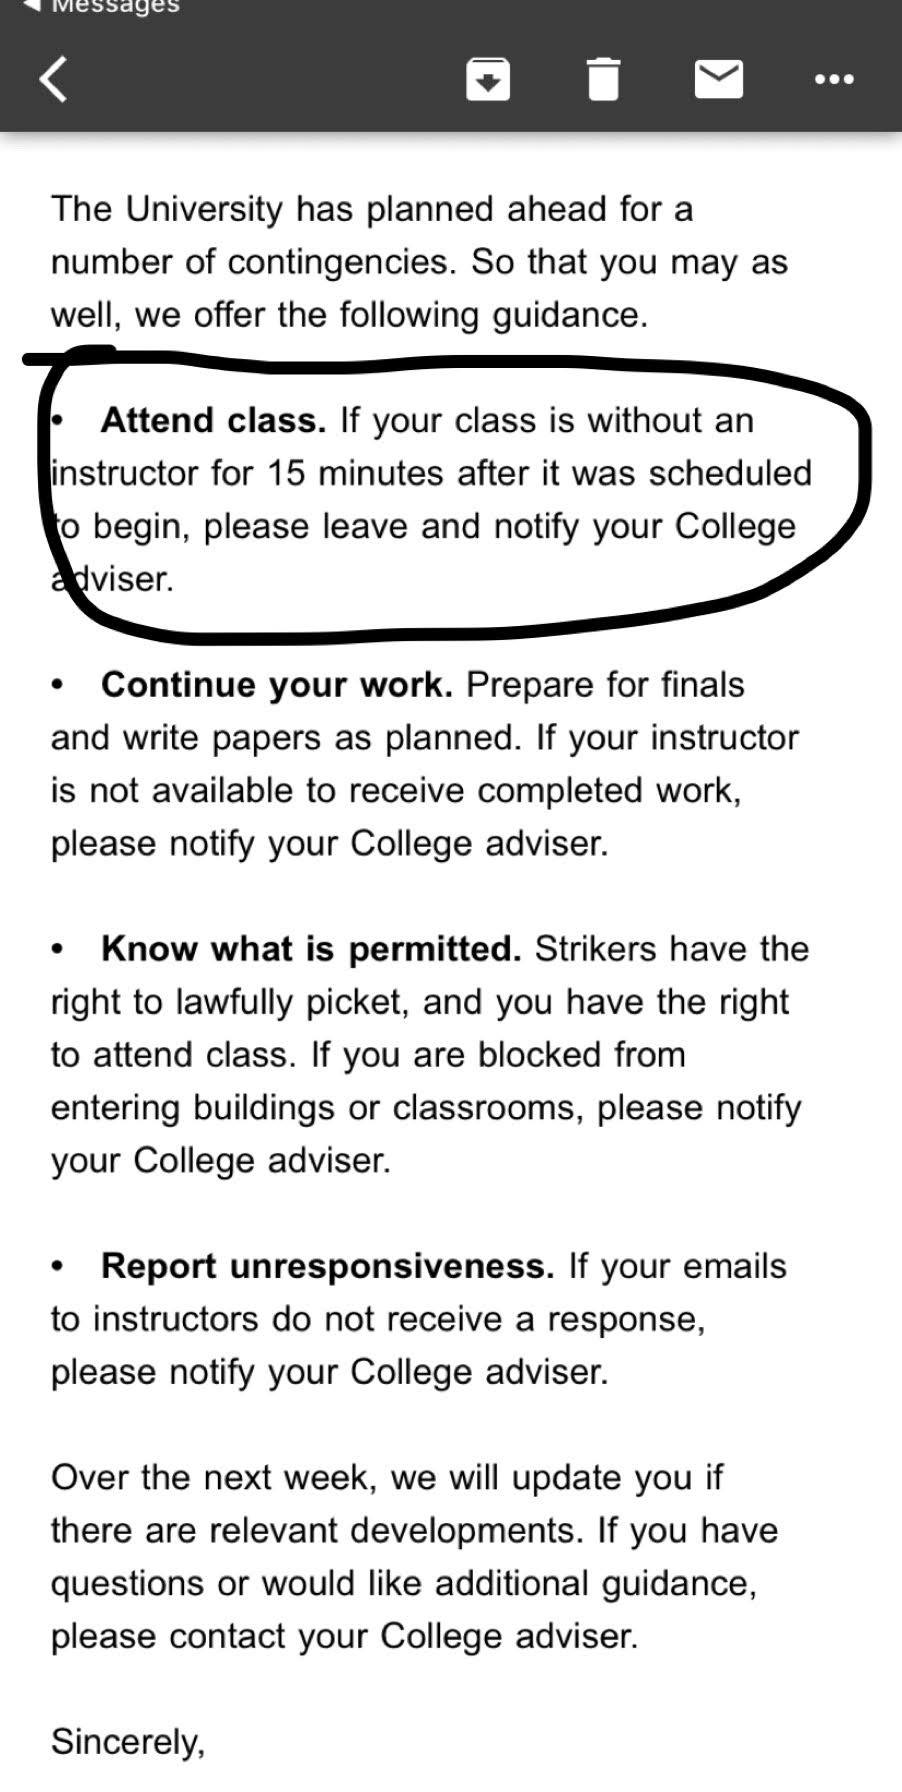 Messages
The University has planned ahead for a
number of contingencies. So that you may as
well, we offer the following guidance.
• Attend class. If your class is without an
instructor for 15 minutes after it was scheduled
to begin, please leave and notify your College
adviser.
• Continue your work. Prepare for finals
and write papers as planned. If your instructor
is not available to receive completed work,
please notify your College adviser.
• Know what is permitted. Strikers have the
right to lawfully picket, and you have the right
to attend class. If you are blocked from
entering buildings or classrooms, please notify
your College adviser.
• Report unresponsiveness. If your emails
to instructors do not receive a response,
please notify your College adviser.
Over the next week, we will update you if
there are relevant developments. If you have
questions or would like additional guidance,
please contact your College adviser.
Sincerely,